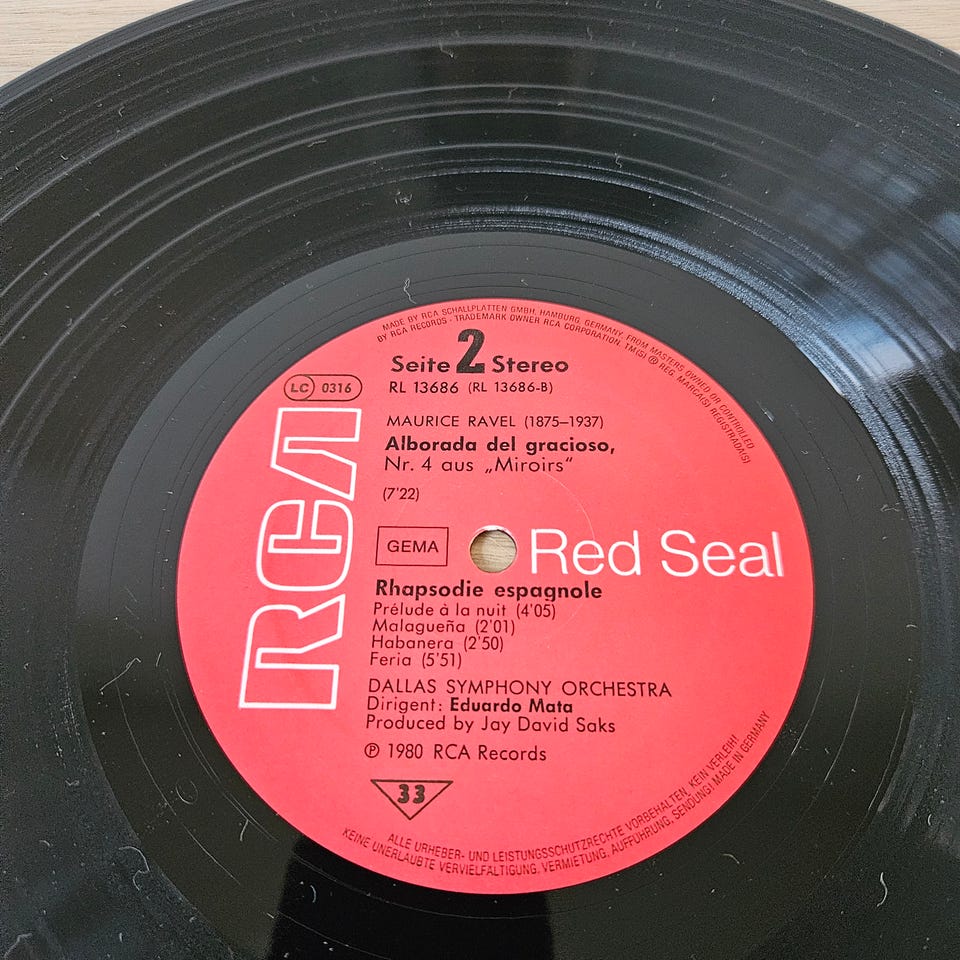 MADE BY RCA SCHALLPLATTEN GMBH, HAMBURG, GERMANY, FROM MASTERS OWNED OR CONTROLLED
BY RCA RECORDS · TRADEMARK OWNER RCA CORPORATION. TM(S) ® REG. MARCA(S) REGISTRADA(S)
Seite 2 Stereo
RL 13686 (RL 13686-B)
LC 0316
RCA
MAURICE RAVEL (1875–1937)
Alborada del gracioso,
Nr. 4 aus „Miroirs“
(7'22)
GEMA
Red Seal
Rhapsodie espagnole
Prélude à la nuit (4'05)
Malagueña (2'01)
Habanera (2'50)
Feria (5'51)
DALLAS SYMPHONY ORCHESTRA
Dirigent: Eduardo Mata
Produced by Jay David Saks
℗ 1980 RCA Records
33
ALLE URHEBER- UND LEISTUNGSSCHUTZRECHTE VORBEHALTEN. KEIN VERLEIH!
KEINE UNERLAUBTE VERVIELFÄLTIGUNG, VERMIETUNG, AUFFÜHRUNG, SENDUNG! MADE IN GERMANY